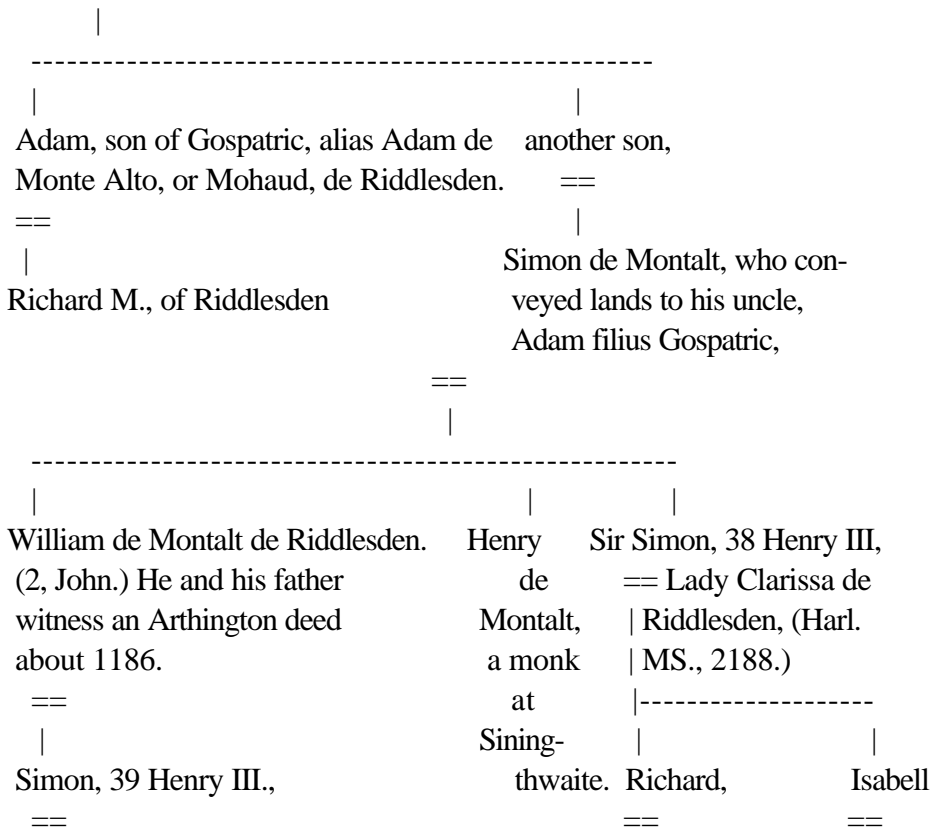 |
----------------------------------------------------
| |
Adam, son of Gospatric, alias Adam de another son,
Monte Alto, or Mohaud, de Riddlesden. ==
== |
| Simon de Montalt, who con-
Richard M., of Riddlesden veyed lands to his uncle,
Adam filius Gospatric,
==
|
------------------------------------------------------
| | |
William de Montalt de Riddlesden. Henry Sir Simon, 38 Henry III,
(2, John.) He and his father de == Lady Clarissa de
witness an Arthington deed Montalt, | Riddlesden, (Harl.
about 1186. a monk | MS., 2188.)
== at |--------------------
| Sining- | |
Simon, 39 Henry III., thwaite. Richard, Isabell
== == ==